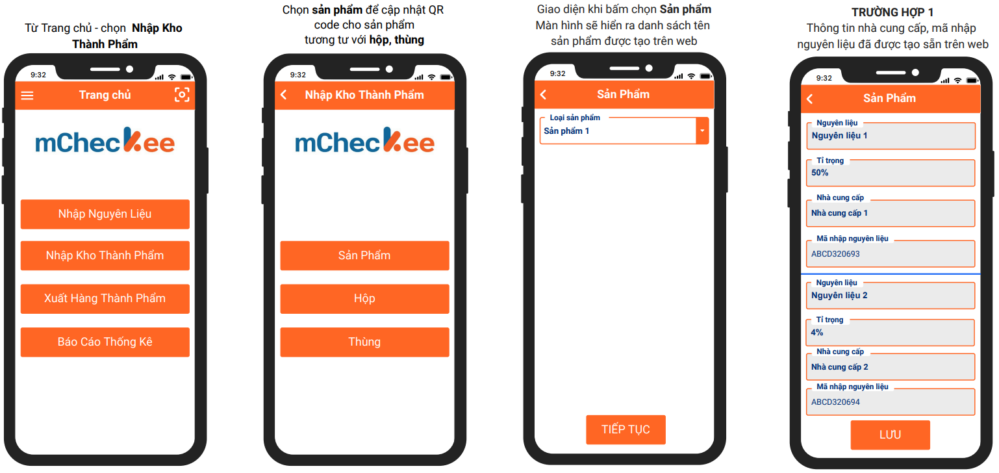 Từ Trang chủ - chọn Nhập Kho
Thành Phẩm
9:32
Trang chủ
mCheckee
Nhập Nguyên Liệu
Nhập Kho Thành Phẩm
Xuất Hàng Thành Phẩm
Báo Cáo Thống Kê
Chọn sản phẩm để cập nhật QR
code cho sản phẩm
tương tư với hộp, thùng
9:32
Nhập Kho Thành Phẩm
mCheckee
Sản Phẩm
Hộp
Thùng
Giao diện khi bấm chọn Sản phẩm
Màn hình sẽ hiển ra danh sách tên
sản phẩm được tạo trên web
9:32
Sản Phẩm
Loại sản phẩm
Sản phẩm 1
TIẾP TỤC
TRƯỜNG HỢP 1
Thông tin nhà cung cấp, mã nhập
nguyên liệu đã được tạo sẵn trên web
9:32
Sản Phẩm
Nguyên liệu
Nguyên liệu 1
Tỉ trọng
50%
Nhà cung cấp
Nhà cung cấp 1
Mã nhập nguyên liệu
ABCD320693
Nguyên liệu
Nguyên liệu 2
Tỉ trọng
4%
Nhà cung cấp
Nhà cung cấp 2
Mã nhập nguyên liệu
ABCD320694
LƯU